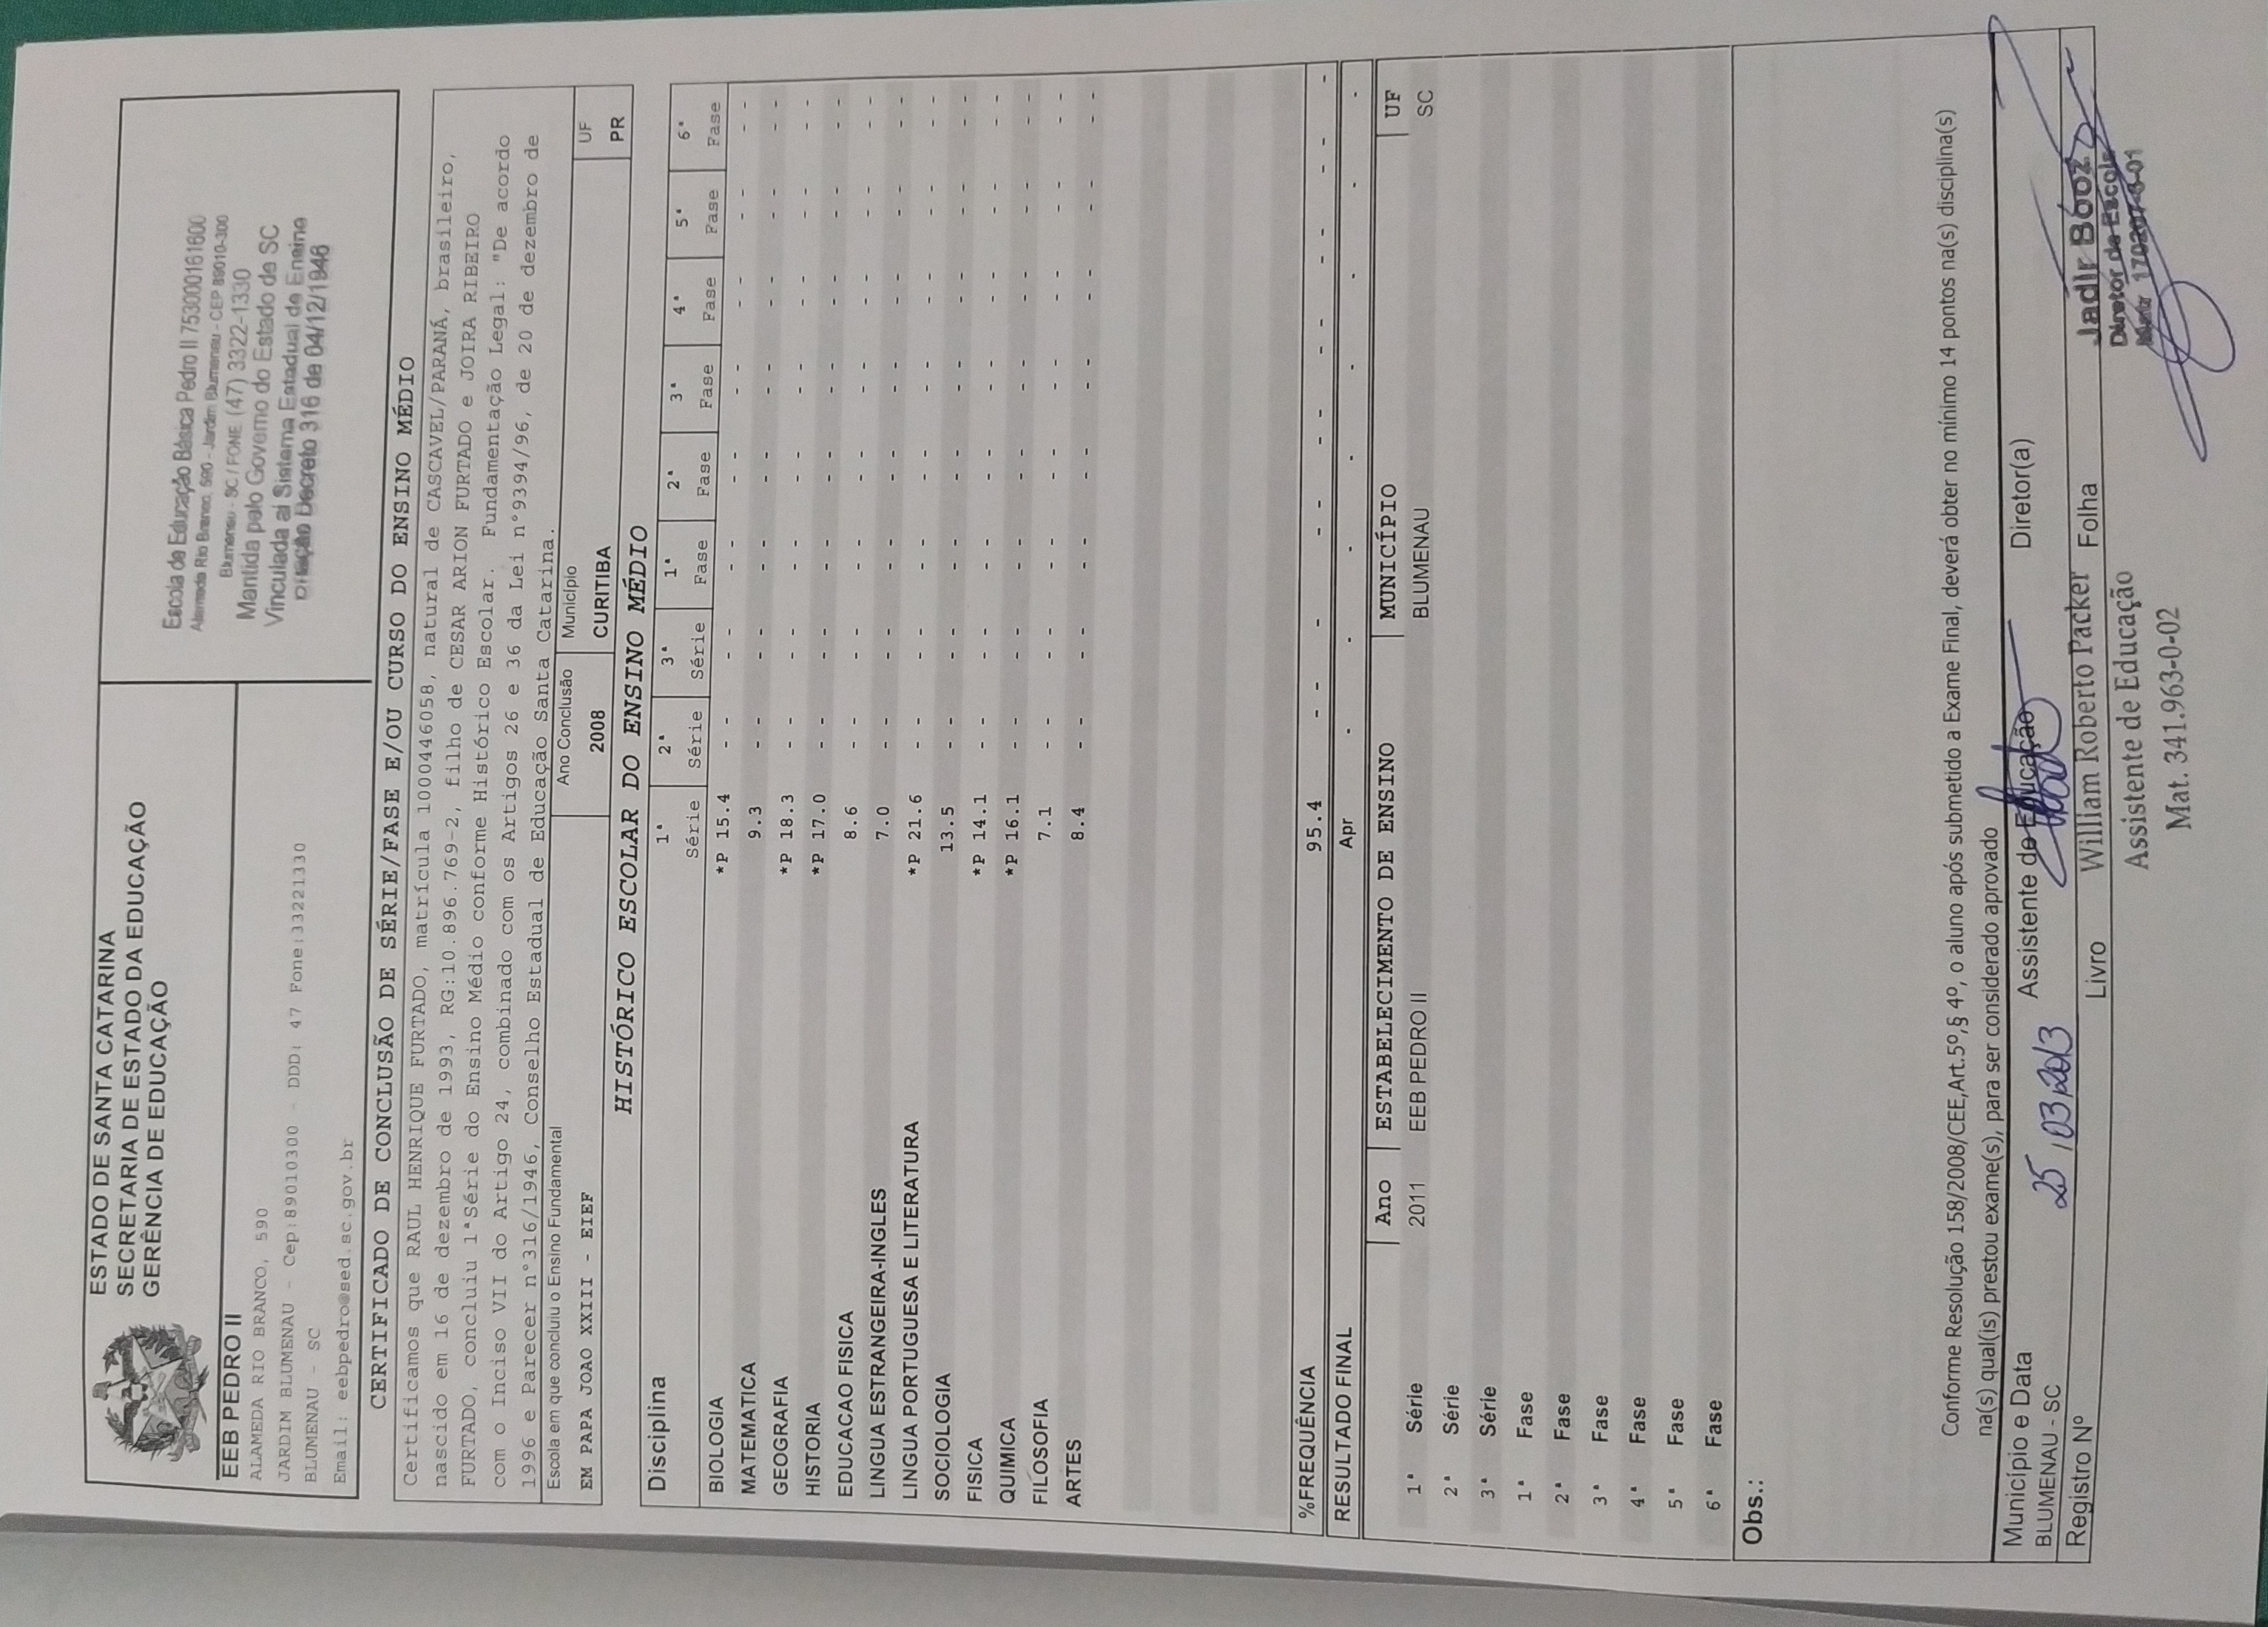 ESTADO DE SANTA CATARINA
SECRETARIA DE ESTADO DA EDUCAÇÃO
GERÊNCIA DE EDUCAÇÃO
EEB PEDRO II
ALAMEDA RIO BRANCO, 590
JARDIM BLUMENAU - Cep:89010300 - DDD: 47 Fone:33221330
BLUMENAU - SC
Email: eebpedro@sed.sc.gov.br
Escola de Educação Básica Pedro II 753000161600
Alameda Rio Branco, 590 - Jardim Blumenau - CEP 89010-300
Blumenau - SC / FONE (47) 3322-1330
Mantida pelo Governo do Estado de SC
Vinculada al Sistema Estadual de Ensino
Decreto 316 de 04/12/1946
CERTIFICADO DE CONCLUSÃO DE SÉRIE/FASE E/OU CURSO DO ENSINO MÉDIO
Certificamos que RAUL HENRIQUE FURTADO, matrícula 1000446058, natural de CASCAVEL/PARANÁ, brasileiro,
nascido em 16 de dezembro de 1993, RG:10.896.769-2, filho de CESAR ARION FURTADO e JOIRA RIBEIRO
FURTADO, concluiu 1ªSérie do Ensino Médio conforme Histórico Escolar. Fundamentação Legal: "De acordo
com o Inciso VII do Artigo 24, combinado com os Artigos 26 e 36 da Lei n°9394/96, de 20 de dezembro de
1996 e Parecer n°316/1946, Conselho Estadual de Educação Santa Catarina.
Escola em que concluiu o Ensino Fundamental Ano Conclusão Município UF
EM PAPA JOAO XXIII - EIEF 2008 CURITIBA PR
HISTÓRICO ESCOLAR DO ENSINO MÉDIO
Disciplina 1ª Série 2ª Série 3ª Série 1ª Fase 2ª Fase 3ª Fase 4ª Fase 5ª Fase 6ª Fase
BIOLOGIA *P 15.4 - - - - - - - - - - - - - - - -
MATEMATICA 9.3 - - - - - - - - - - - - - - - -
GEOGRAFIA *P 18.3 - - - - - - - - - - - - - - - -
HISTORIA *P 17.0 - - - - - - - - - - - - - - - -
EDUCACAO FISICA 8.6 - - - - - - - - - - - - - - - -
LINGUA ESTRANGEIRA-INGLES 7.0 - - - - - - - - - - - - - - - -
LINGUA PORTUGUESA E LITERATURA *P 21.6 - - - - - - - - - - - - - - - -
SOCIOLOGIA 13.5 - - - - - - - - - - - - - - - -
FISICA *P 14.1 - - - - - - - - - - - - - - - -
QUIMICA *P 16.1 - - - - - - - - - - - - - - - -
FILOSOFIA 7.1 - - - - - - - - - - - - - - - -
ARTES 8.4 - - - - - - - - - - - - - - - -
%FREQUÊNCIA 95.4 - - - - - - - - - - - - - - -
RESULTADO FINAL Apr - - - - - - - -
Ano ESTABELECIMENTO DE ENSINO MUNICÍPIO UF
1ª Série 2011 EEB PEDRO II BLUMENAU SC
2ª Série
3ª Série
1ª Fase
2ª Fase
3ª Fase
4ª Fase
5ª Fase
6ª Fase
Obs.:
Conforme Resolução 158/2008/CEE,Art.5º,§ 4º, o aluno após submetido a Exame Final, deverá obter no mínimo 14 pontos na(s) disciplina(s)
na(s) qual(is) prestou exame(s), para ser considerado aprovado
Município e Data Assistente de Educação Diretor(a)
BLUMENAU - SC 25/03/2013
Registro Nº Livro Folha
William Roberto Packer
Assistente de Educação
Mat. 341.963-0-02
Jadir Booz
Diretor de Escola
Matr 170207-6-01